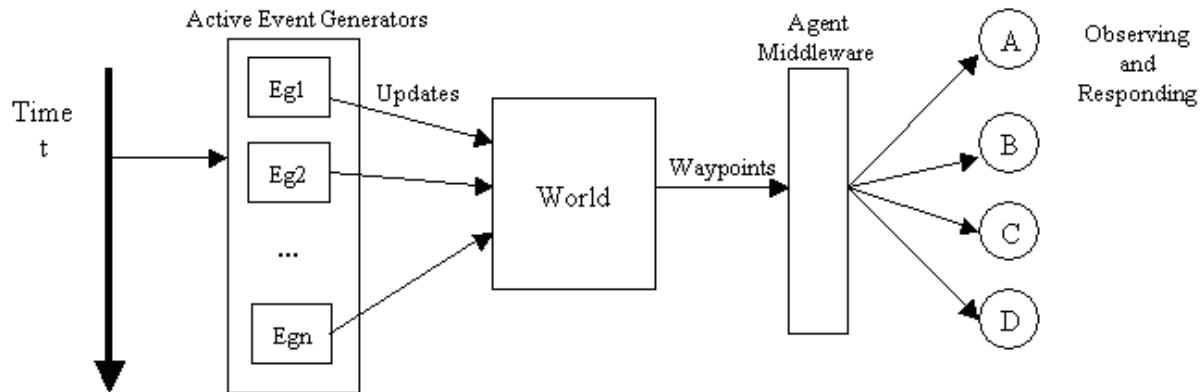 Active Event Generators
Time
t
Eg1
Eg2
...
Egn
Updates
World
Waypoints
Agent
Middleware
A
B
C
D
Observing
and
Responding